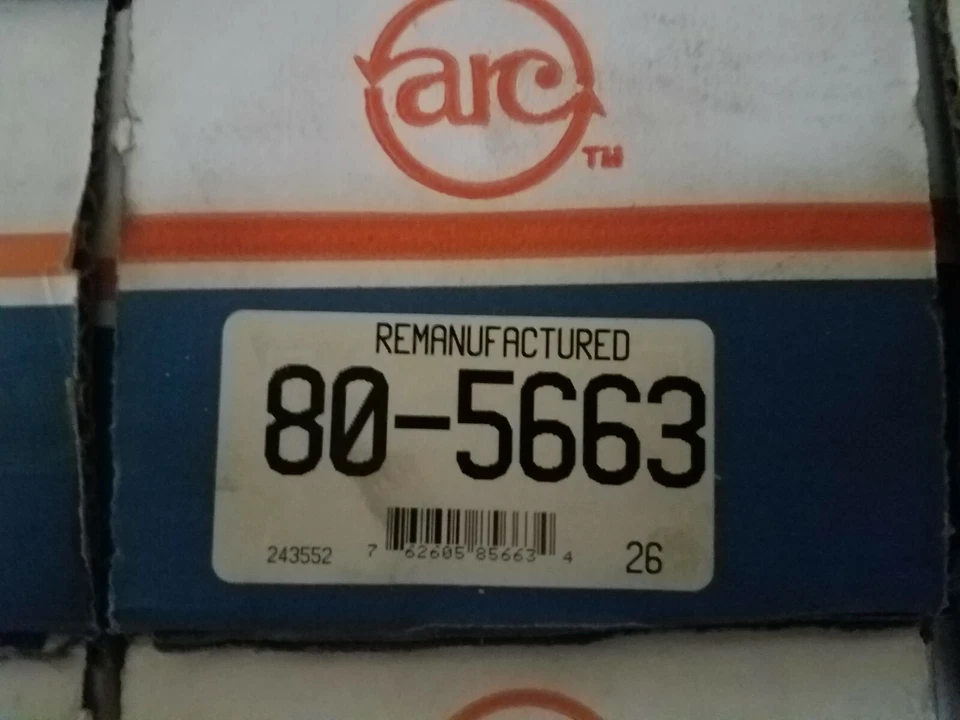 arc
TM
REMANUFACTURED
80-5663
243552 7 62605 85663 4 26